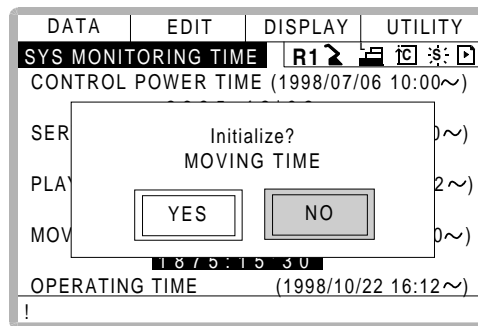 DATA EDIT DISPLAY UTILITY
SYS MONITORING TIME R1 C
CONTROL POWER TIME (1998/07/06 10:00～)
SER 0～)
Initialize?
MOVING TIME
PLAY 2～)
YES NO
MOV 0～)
1875:15'30
OPERATING TIME (1998/10/22 16:12～)
!